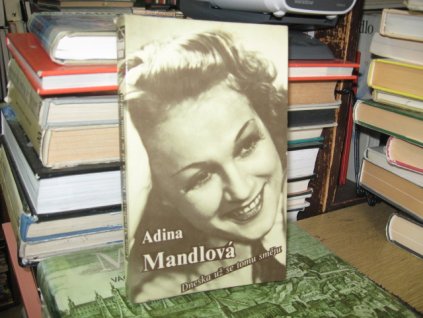 Adina
Mandlová
Dneska už se tomu směju